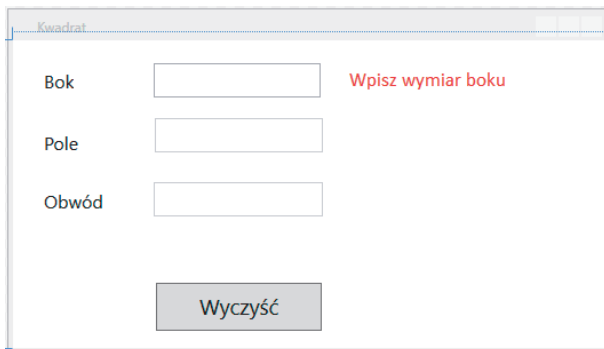 Kwadrat
Bok
Wpisz wymiar boku
Pole
Obwód
Wyczyść